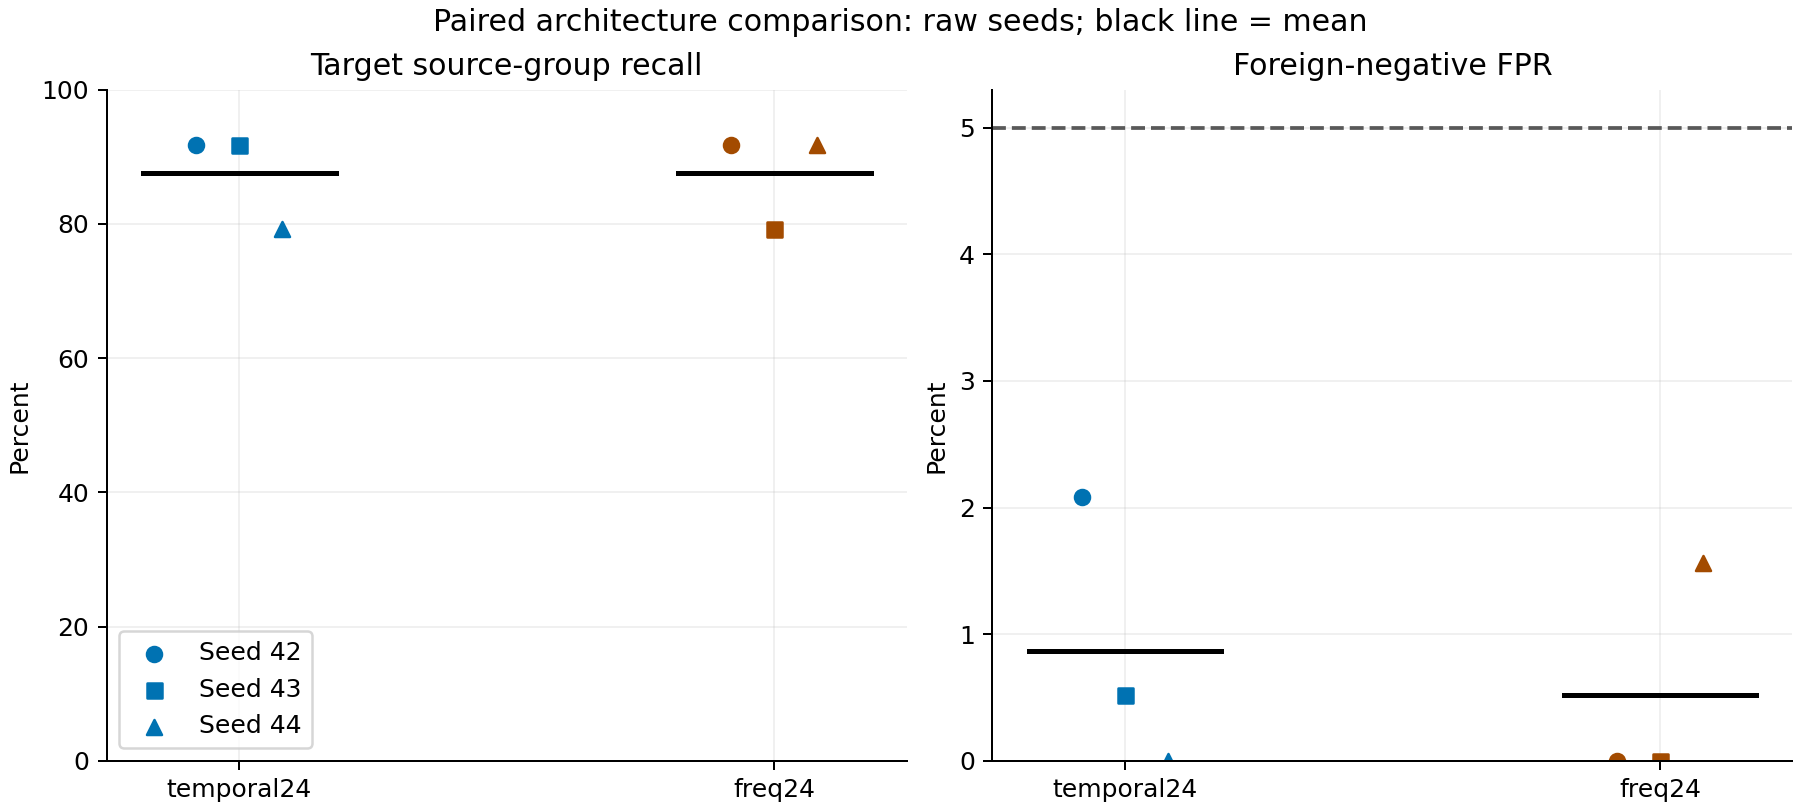 Paired architecture comparison: raw seeds; black line = mean
Target source-group recall
Percent
100
80
60
40
20
0
Seed 42
Seed 43
Seed 44
temporal24
freq24
Foreign-negative FPR
Percent
5
4
3
2
1
0
temporal24
freq24